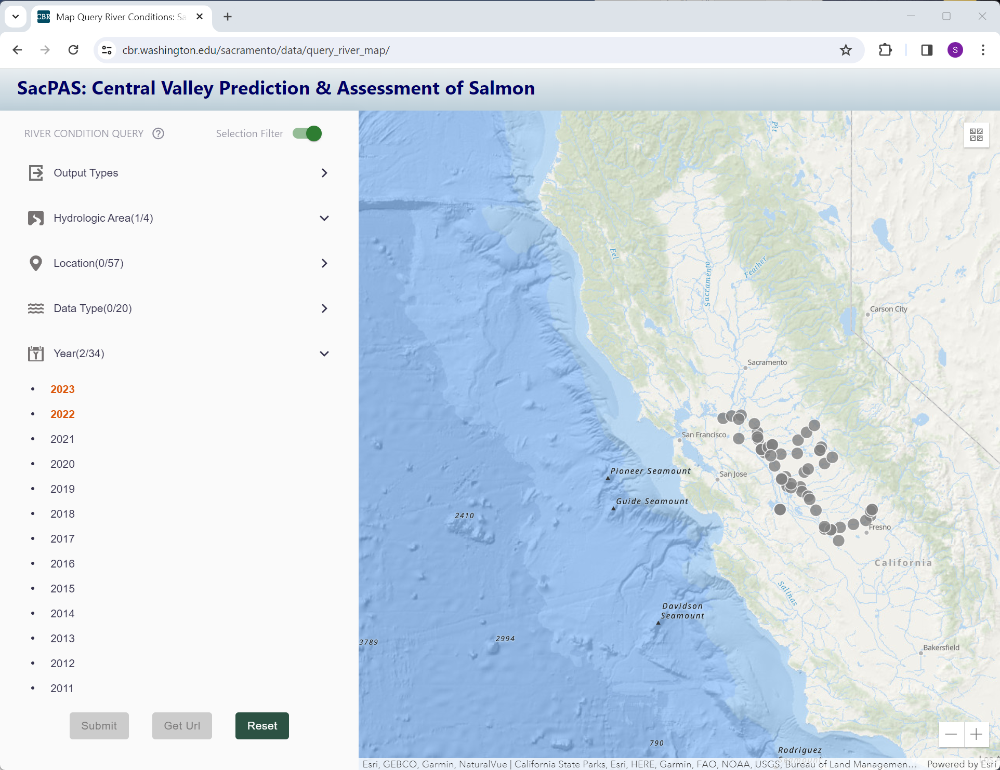 CBR Map Query River Conditions: Sa
cbr.washington.edu/sacramento/data/query_river_map/
S
SacPAS: Central Valley Prediction & Assessment of Salmon
RIVER CONDITION QUERY ?
Selection Filter
Output Types
Hydrologic Area(1/4)
Location(0/57)
Data Type(0/20)
Year(2/34)
• 2023
• 2022
• 2021
• 2020
• 2019
• 2018
• 2017
• 2016
• 2015
• 2014
• 2013
• 2012
• 2011
Submit
Get Url
Reset
Pit
Eel
Sacramento
Feather
Carson City
Sacramento
San Francisco
San Jose
Pioneer Seamount
Guide Seamount
2410
Fresno
California
Salinas
Davidson
Seamount
2994
3789
Bakersfield
790
Rodriguez
Seamount
Esri, GEBCO, Garmin, NaturalVue | California State Parks, Esri, HERE, Garmin, FAO, NOAA, USGS, Bureau of Land Managemen...
Powered by Esri